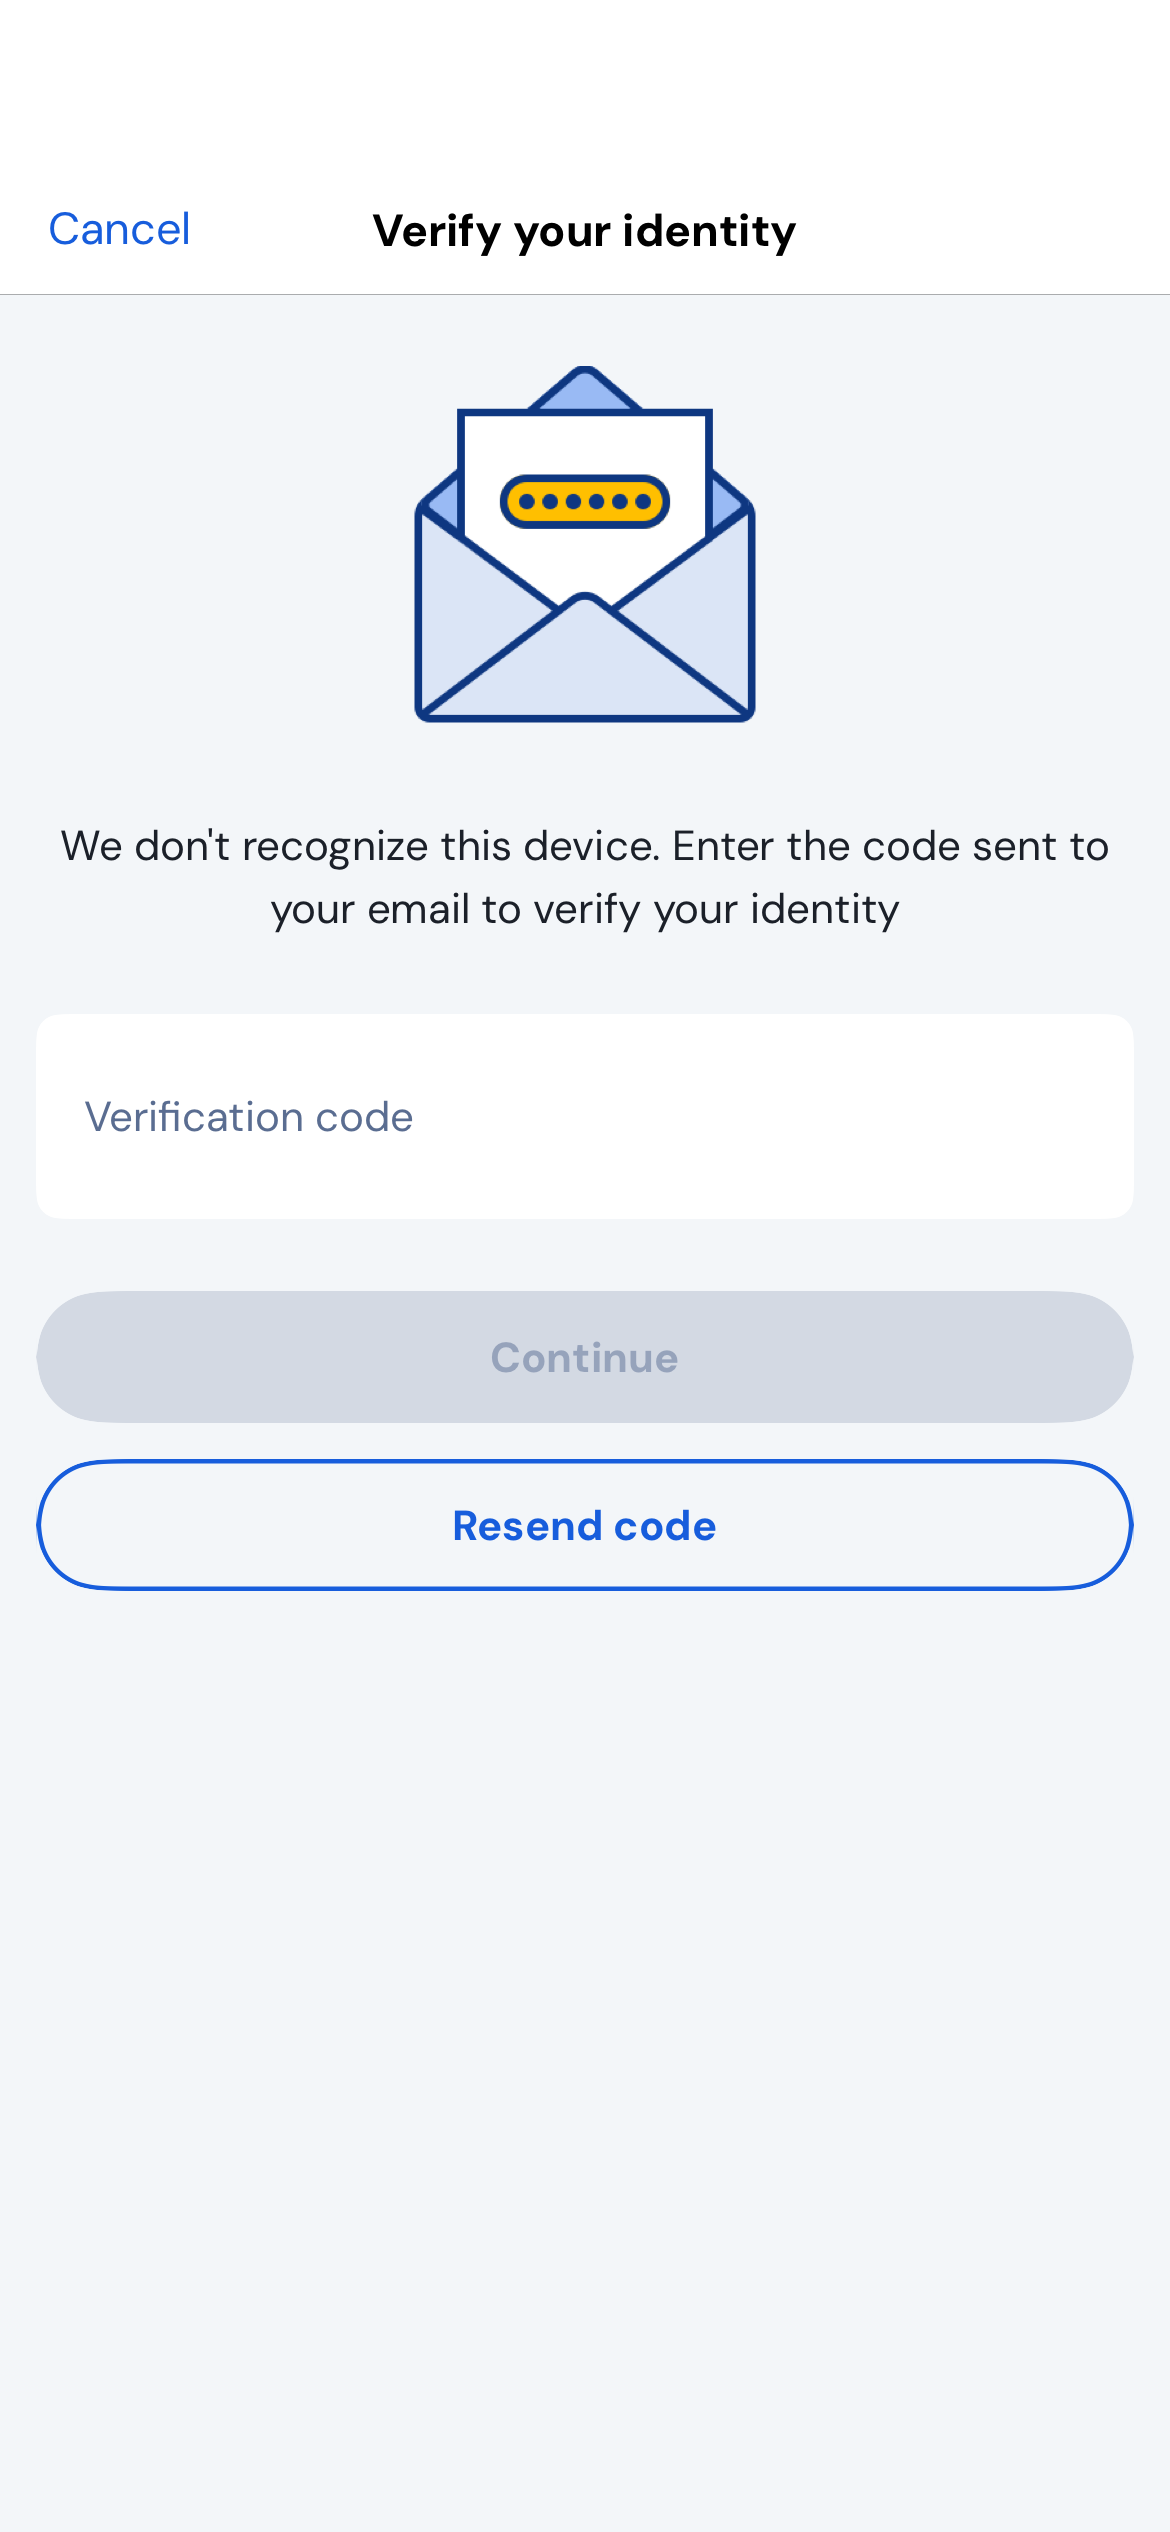 Cancel
Verify your identity
We don't recognize this device. Enter the code sent to
your email to verify your identity
Verification code
Continue
Resend code